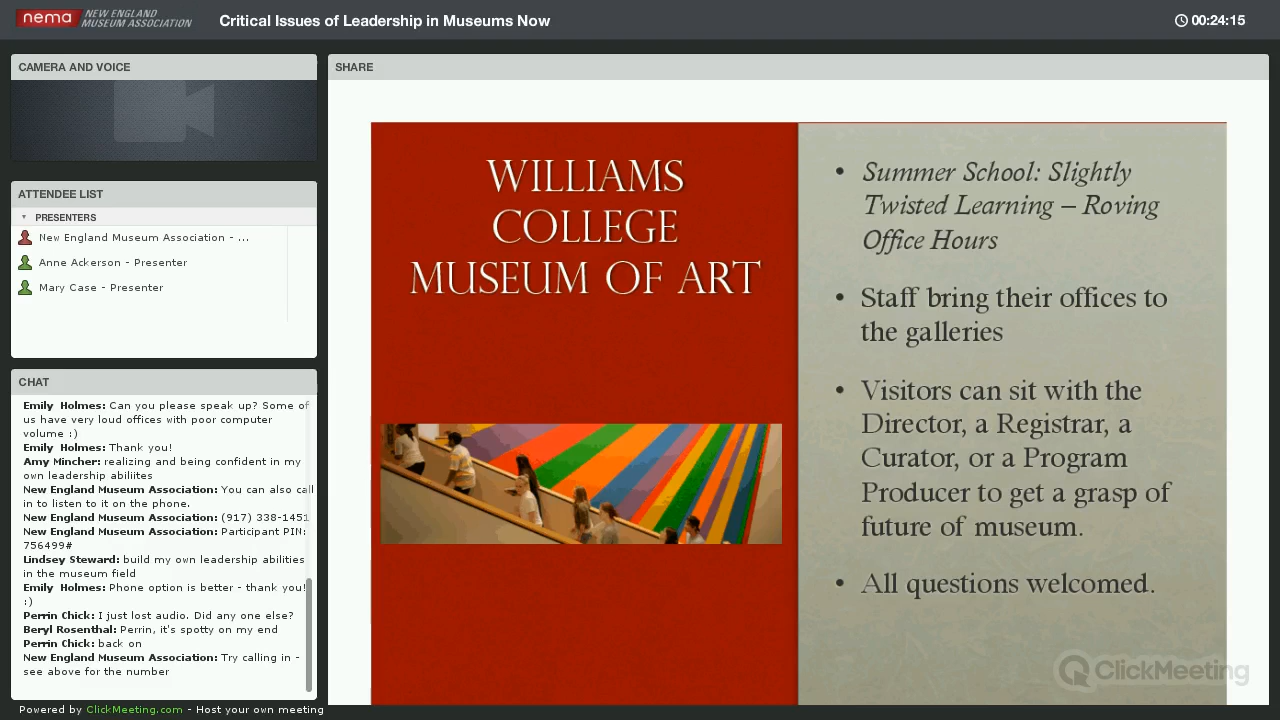 nema NEW ENGLAND
MUSEUM ASSOCIATION
Critical Issues of Leadership in Museums Now
00:24:15
CAMERA AND VOICE
ATTENDEE LIST
PRESENTERS
New England Museum Association - ...
Anne Ackerson - Presenter
Mary Case - Presenter
CHAT
Emily Holmes: Can you please speak up? Some of
us have very loud offices with poor computer
volume :)
Emily Holmes: Thank you!
Amy Mincher: realizing and being confident in my
own leadership abiliites
New England Museum Association: You can also call
in to listen to it on the phone.
New England Museum Association: (917) 338-1451
New England Museum Association: Participant PIN:
756499#
Lindsey Steward: build my own leadership abilities
in the museum field
Emily Holmes: Phone option is better - thank you!
:)
Perrin Chick: I just lost audio. Did any one else?
Beryl Rosenthal: Perrin, it's spotty on my end
Perrin Chick: back on
New England Museum Association: Try calling in -
see above for the number
Powered by ClickMeeting.com - Host your own meeting
SHARE
WILLIAMS
COLLEGE
MUSEUM OF ART
• Summer School: Slightly
Twisted Learning – Roving
Office Hours
• Staff bring their offices to
the galleries
• Visitors can sit with the
Director, a Registrar, a
Curator, or a Program
Producer to get a grasp of
future of museum.
• All questions welcomed.
ClickMeeting